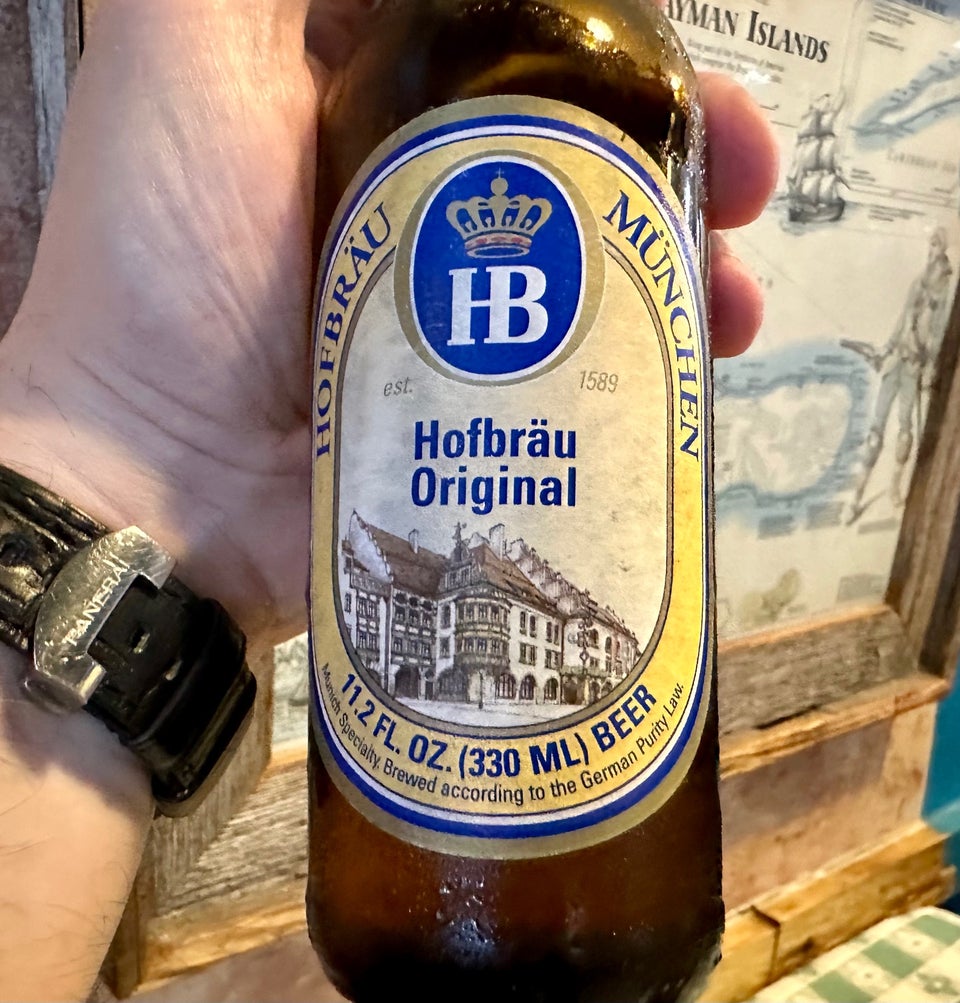 CAYMAN ISLANDS
HOFBRÄU MÜNCHEN
HB
est. 1589
Hofbräu
Original
11.2 FL. OZ. (330 ML) BEER
Munich Specialty. Brewed according to the German Purity Law.
PANERAI